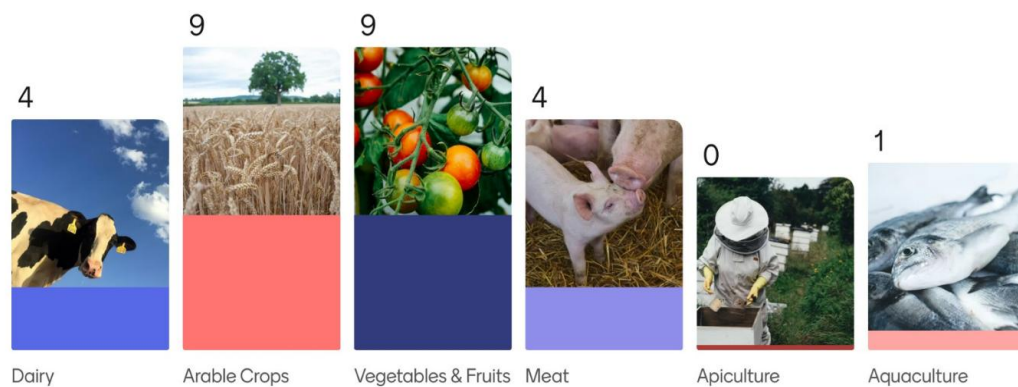 4
9
9
4
0
1
Dairy
Arable Crops
Vegetables & Fruits
Meat
Apiculture
Aquaculture